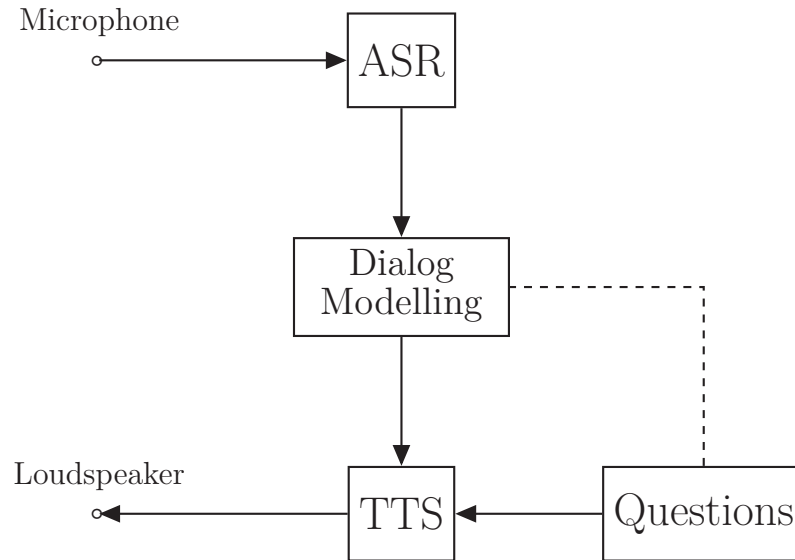 Microphone
ASR
Dialog
Modelling
Loudspeaker
TTS
Questions